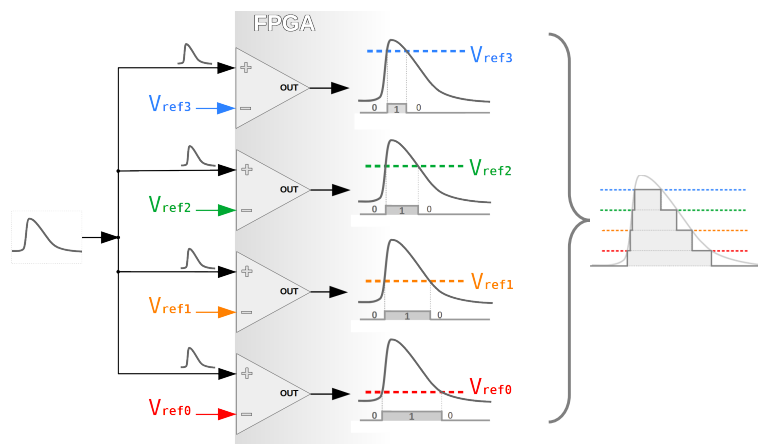 FPGA
+
OUT
−
Vref3
Vref3
0 1 0
+
OUT
−
Vref2
Vref2
0 1 0
+
OUT
−
Vref1
Vref1
0 1 0
+
OUT
−
Vref0
Vref0
0 1 0